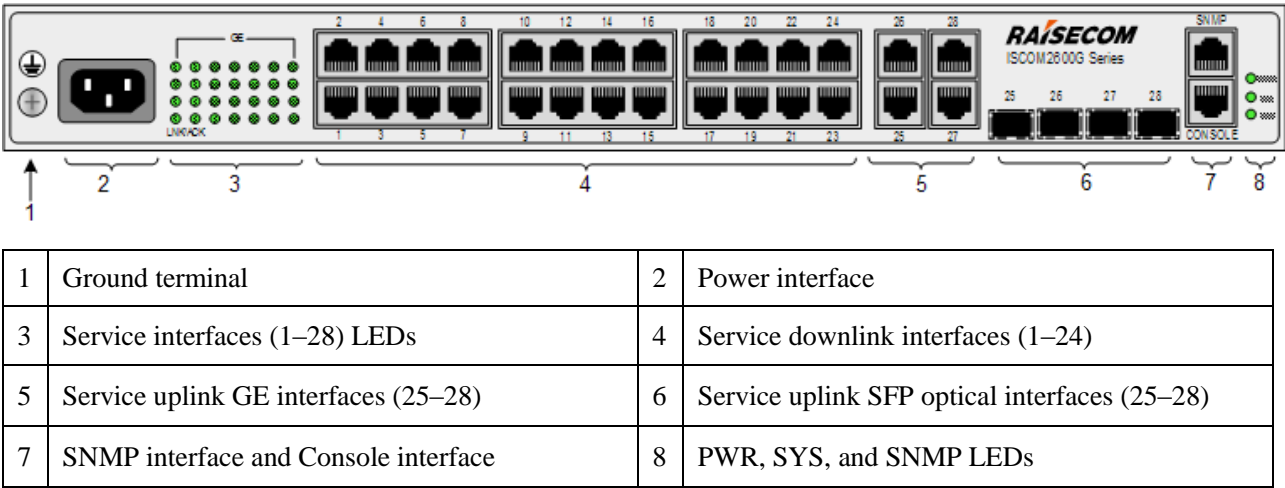 GE
2 4 6 8 10 12 14 16 18 20 22 24 26 28
RAISECOM
SNMP
ISCOM2600G Series
25 26 27 28
LNK/ACK
1 3 5 7 9 11 13 15 17 19 21 23 25 27
CONSOLE
1 2 3 4 5 6 7 8
1 Ground terminal 2 Power interface
3 Service interfaces (1–28) LEDs 4 Service downlink interfaces (1–24)
5 Service uplink GE interfaces (25–28) 6 Service uplink SFP optical interfaces (25–28)
7 SNMP interface and Console interface 8 PWR, SYS, and SNMP LEDs